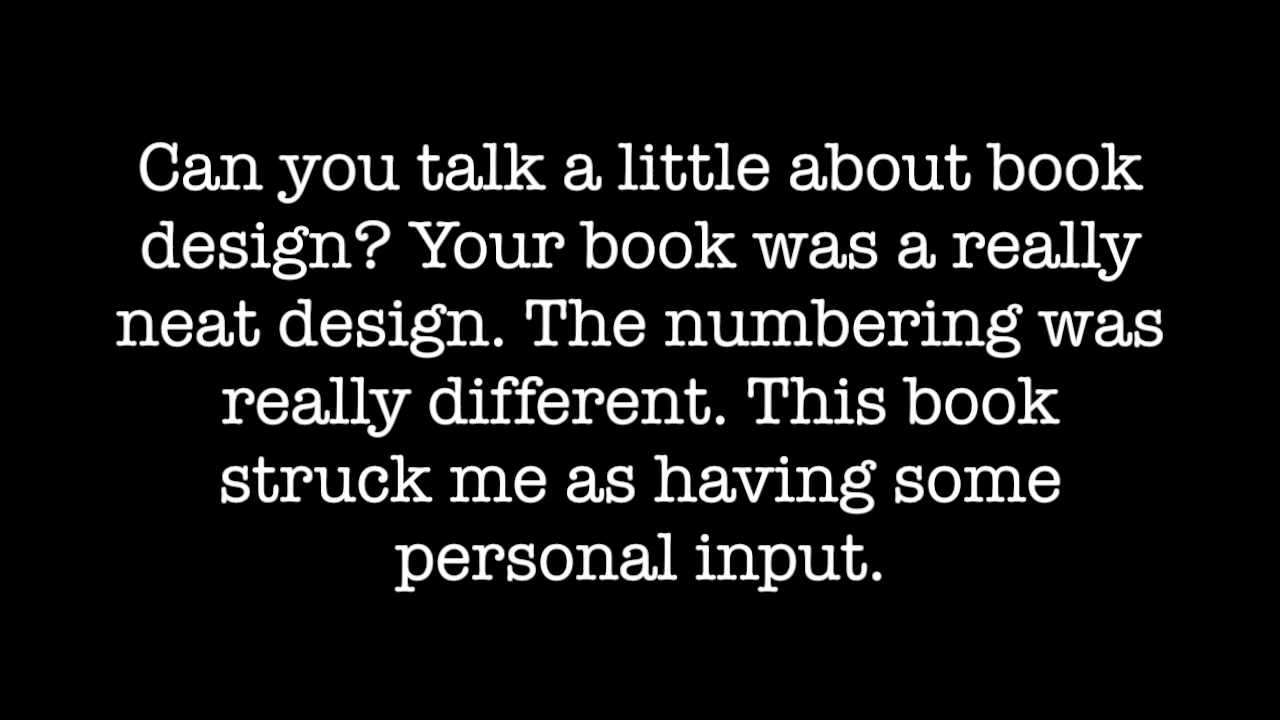 Can you talk a little about book
design? Your book was a really
neat design. The numbering was
really different. This book
struck me as having some
personal input.